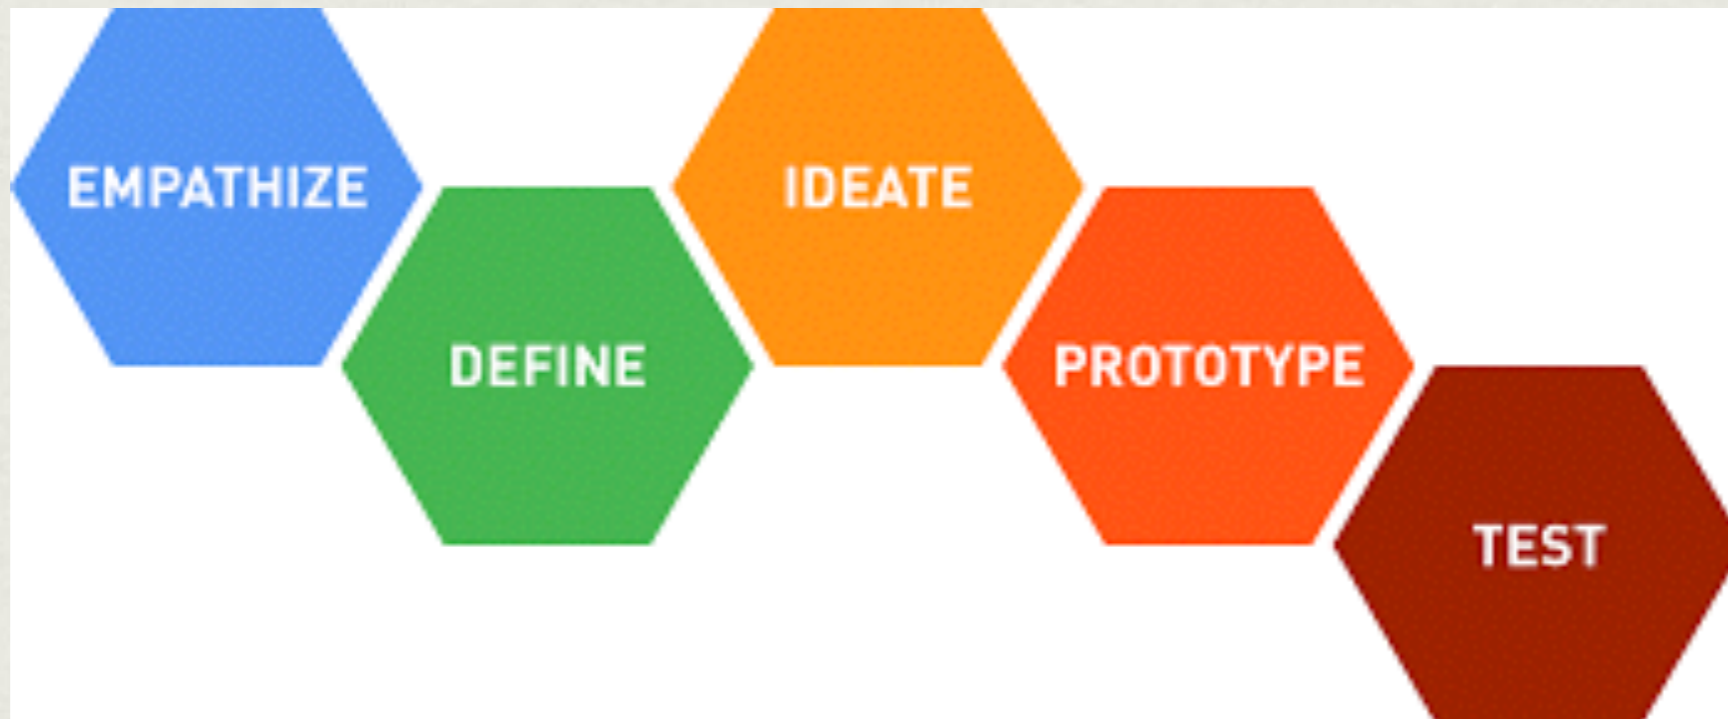 EMPATHIZE
DEFINE
IDEATE
PROTOTYPE
TEST